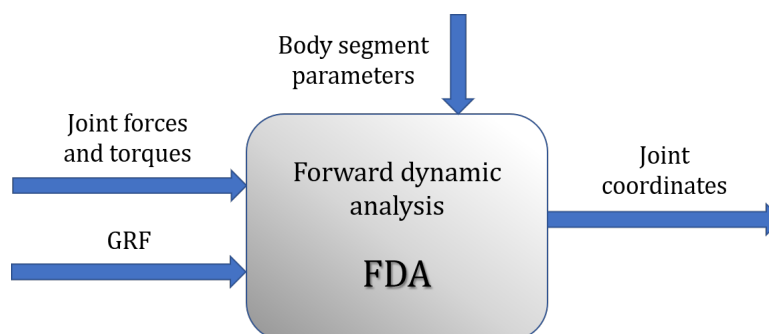 Body segment
parameters
Joint forces
and torques
Forward dynamic
analysis
Joint
coordinates
GRF
FDA